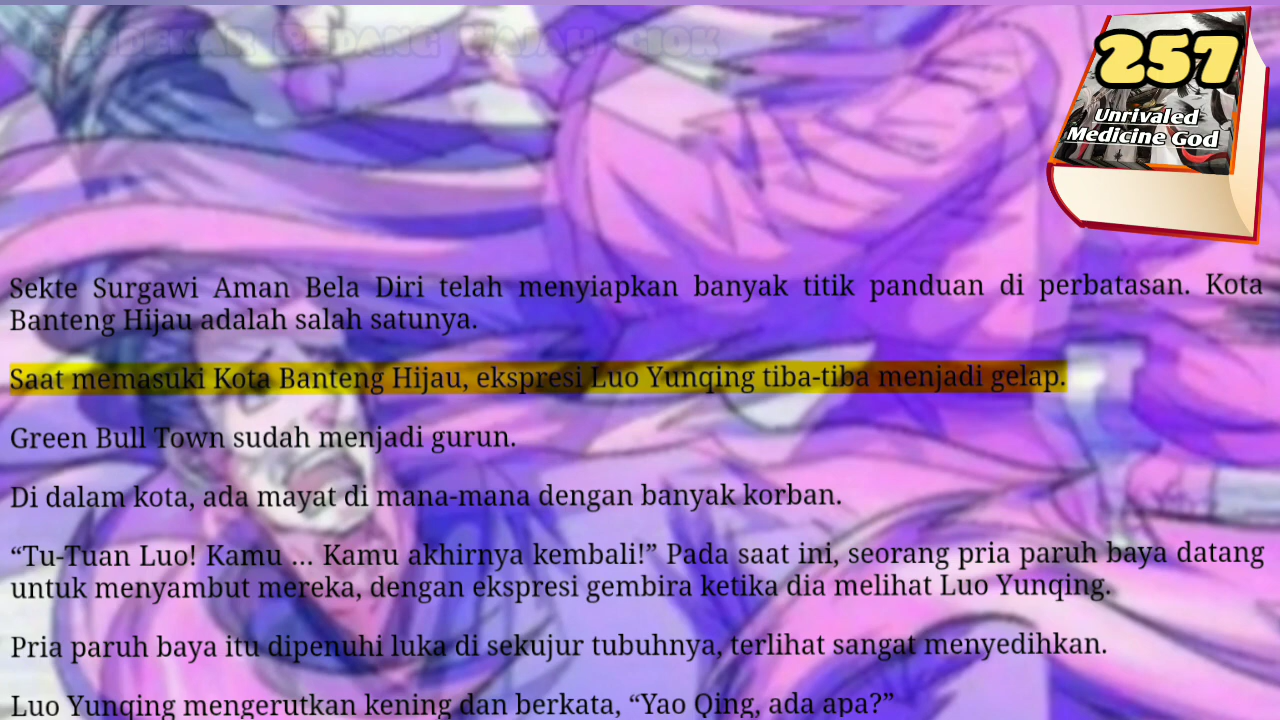 PENDEKAR PEDANG WAJAH GIOK
257
Unrivaled
Medicine God
Sekte Surgawi Aman Bela Diri telah menyiapkan banyak titik panduan di perbatasan. Kota
Banteng Hijau adalah salah satunya.
Saat memasuki Kota Banteng Hijau, ekspresi Luo Yunqing tiba-tiba menjadi gelap.
Green Bull Town sudah menjadi gurun.
Di dalam kota, ada mayat di mana-mana dengan banyak korban.
“Tu-Tuan Luo! Kamu ... Kamu akhirnya kembali!” Pada saat ini, seorang pria paruh baya datang
untuk menyambut mereka, dengan ekspresi gembira ketika dia melihat Luo Yunqing.
Pria paruh baya itu dipenuhi luka di sekujur tubuhnya, terlihat sangat menyedihkan.
Luo Yunqing mengerutkan kening dan berkata, “Yao Qing, ada apa?”